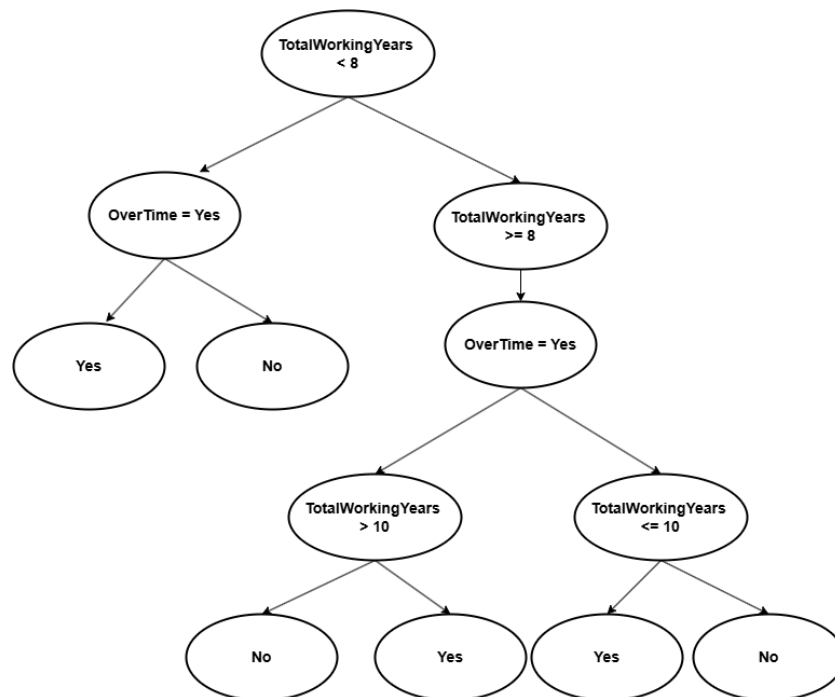 TotalWorkingYears
< 8
OverTime = Yes
TotalWorkingYears
>= 8
Yes
No
OverTime = Yes
TotalWorkingYears
> 10
TotalWorkingYears
<= 10
No
Yes
Yes
No